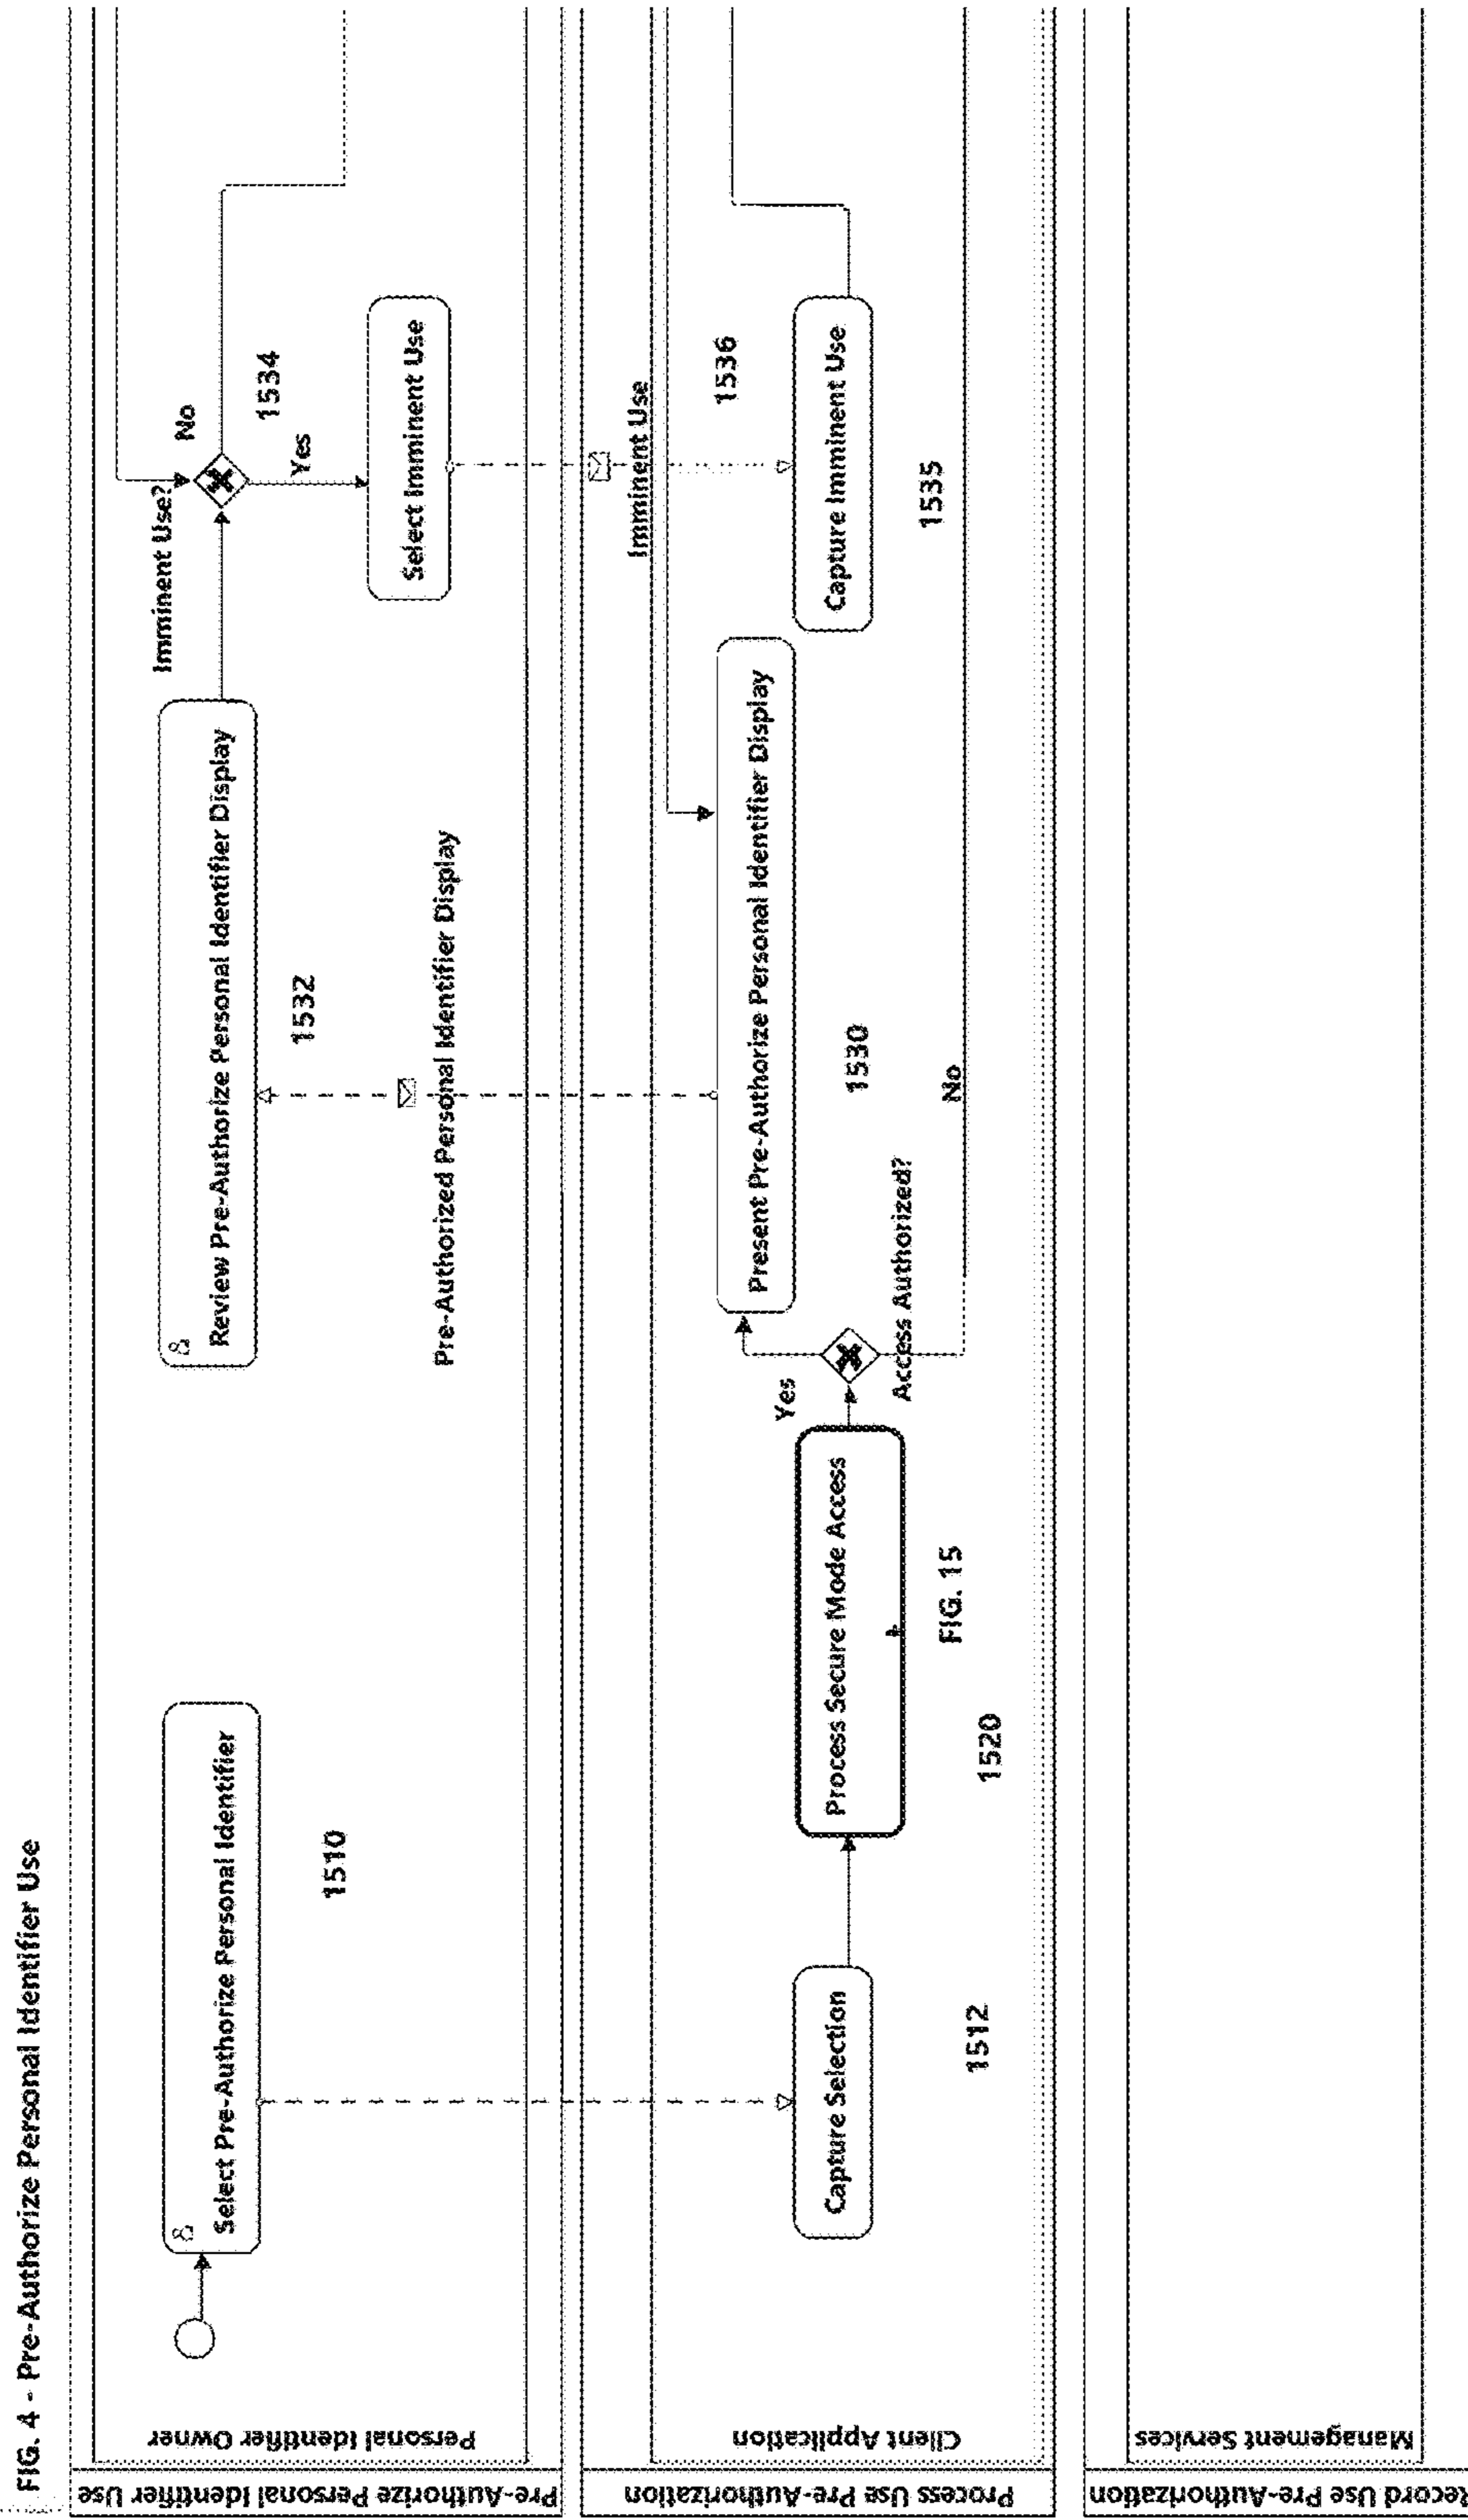 FIG. 4 - Pre-Authorize Personal Identifier Use
Pre-Authorize Personal Identifier Use
Personal Identifier Owner
Select Pre-Authorize Personal Identifier
1510
Review Pre-Authorize Personal Identifier Display
1532
Pre-Authorized Personal Identifier Display
Imminent Use?
No
1534
Yes
Select Imminent Use
Process Use Pre-Authorization
Client Application
Capture Selection
1512
Process Secure Mode Access
FIG. 15
1520
Yes
Access Authorized?
No
Present Pre-Authorize Personal Identifier Display
1530
Imminent Use
1536
Capture Imminent Use
1535
Record Use Pre-Authorization
Management Services